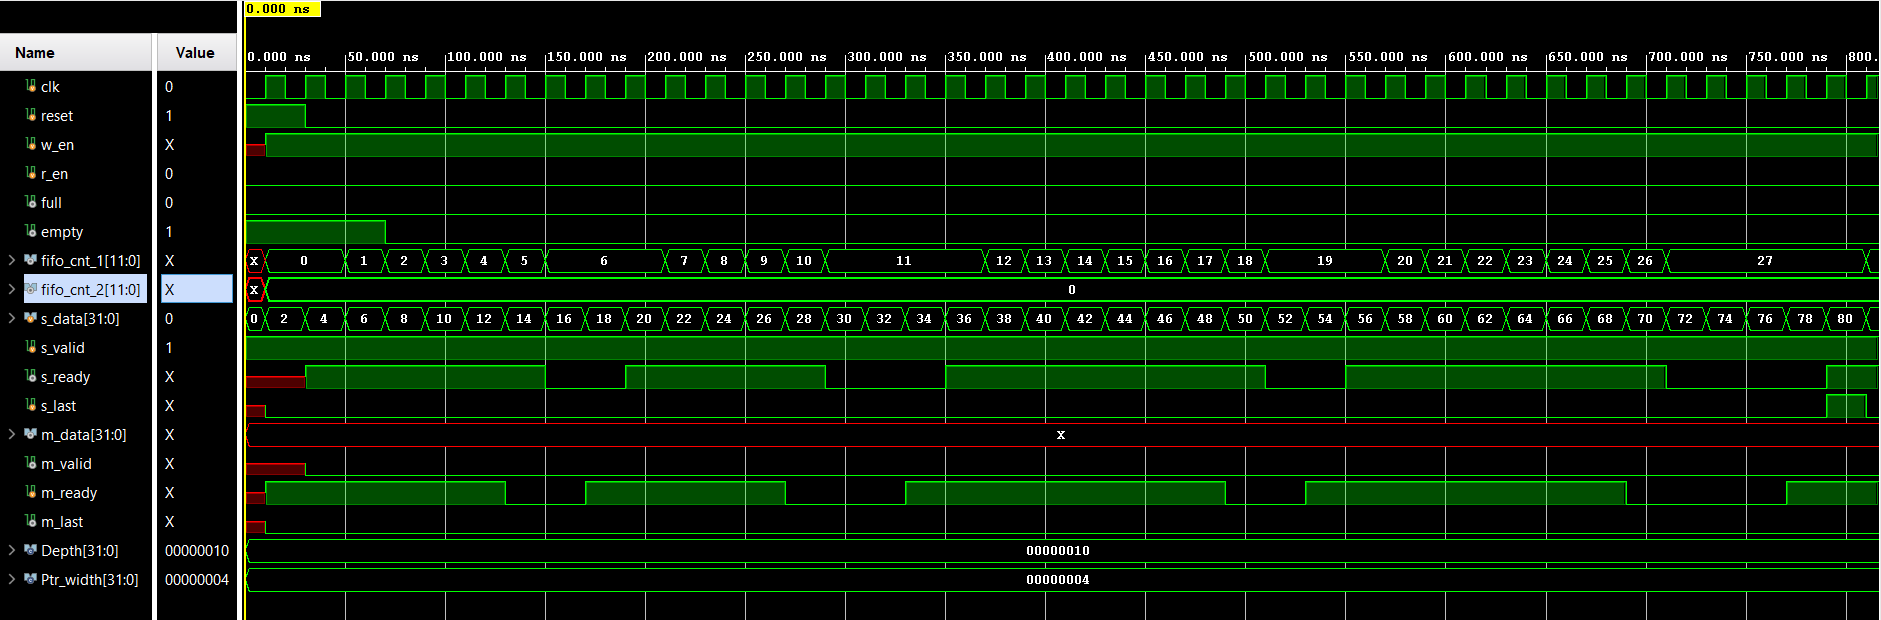 0.000 ns
Name Value 0.000 ns 50.000 ns 100.000 ns 150.000 ns 200.000 ns 250.000 ns 300.000 ns 350.000 ns 400.000 ns 450.000 ns 500.000 ns 550.000 ns 600.000 ns 650.000 ns 700.000 ns 750.000 ns 800.
clk 0
reset 1
w_en X
r_en 0
full 0
empty 1
fifo_cnt_1[11:0] X X 0 1 2 3 4 5 6 7 8 9 10 11 12 13 14 15 16 17 18 19 20 21 22 23 24 25 26 27
fifo_cnt_2[11:0] X X 0
s_data[31:0] 0 0 2 4 6 8 10 12 14 16 18 20 22 24 26 28 30 32 34 36 38 40 42 44 46 48 50 52 54 56 58 60 62 64 66 68 70 72 74 76 78 80
s_valid 1
s_ready X
s_last X
m_data[31:0] X X
m_valid X
m_ready X
m_last X
Depth[31:0] 00000010 00000010
Ptr_width[31:0] 00000004 00000004